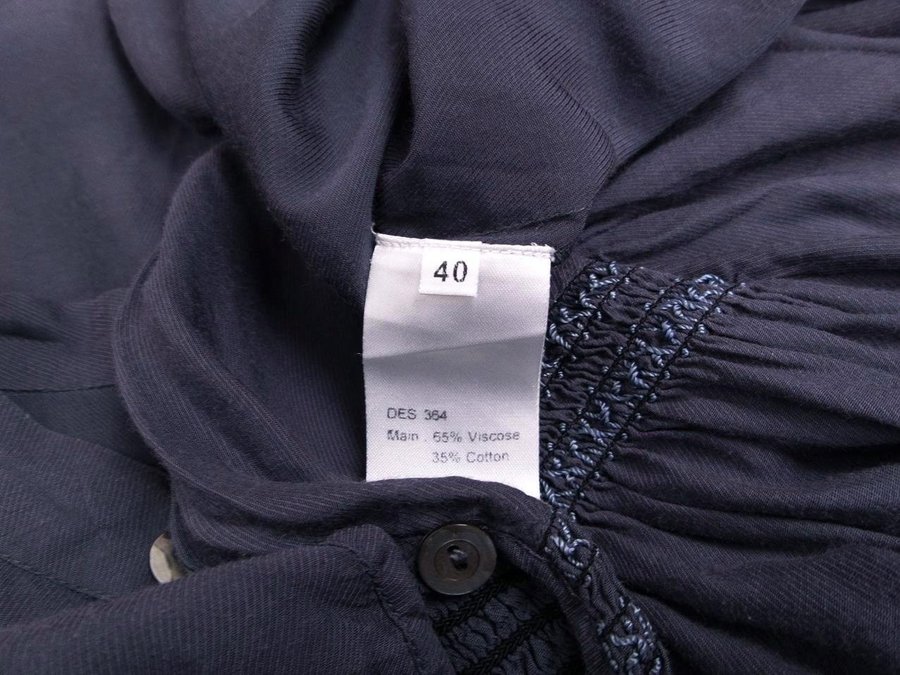 40
DES 364
Main : 65% Viscose
35% Cotton